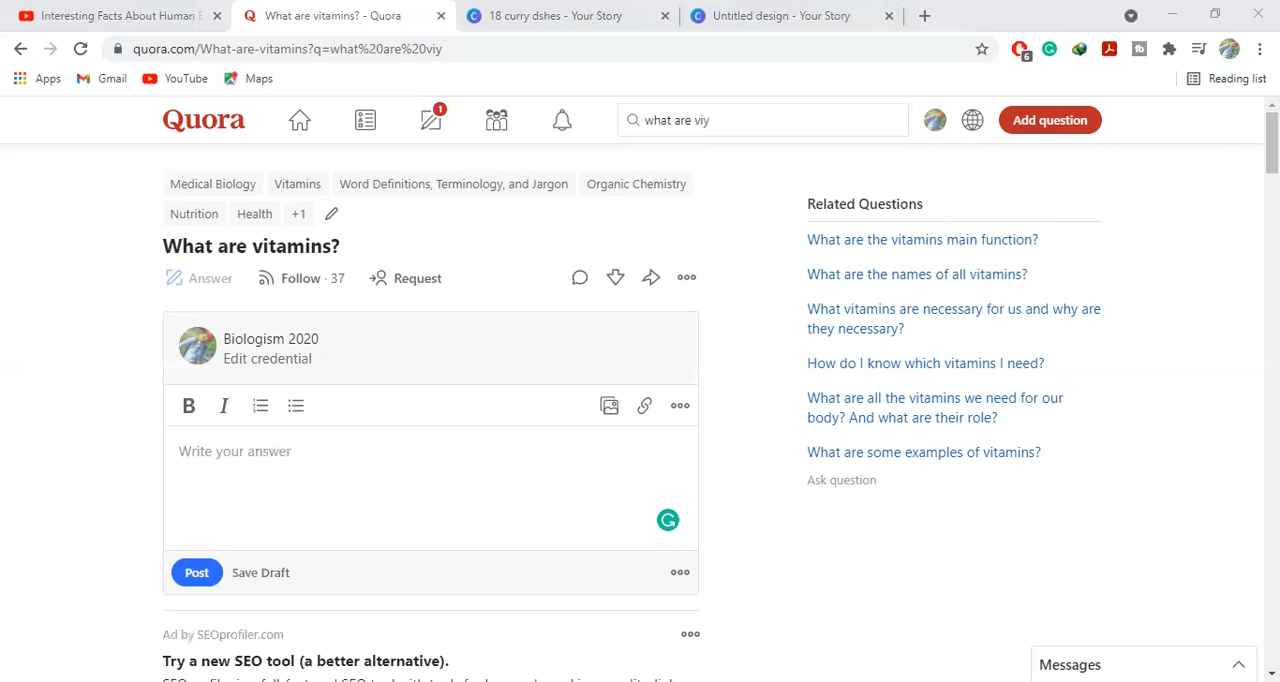 Interesting Facts About Human E
What are vitamins? - Quora
18 curry dshes - Your Story
Untitled design - Your Story
quora.com/What-are-vitamins?q=what%20are%20viy
6
Apps
Gmail
YouTube
Maps
Reading list
Quora
1
what are viy
Add question
Medical Biology
Vitamins
Word Definitions, Terminology, and Jargon
Organic Chemistry
Nutrition
Health
+1
What are vitamins?
Answer
Follow · 37
Request
Biologism 2020
Edit credential
B I
Write your answer
Post
Save Draft
Ad by SEOprofiler.com
Try a new SEO tool (a better alternative).
Related Questions
What are the vitamins main function?
What are the names of all vitamins?
What vitamins are necessary for us and why are
they necessary?
How do I know which vitamins I need?
What are all the vitamins we need for our
body? And what are their role?
What are some examples of vitamins?
Ask question
Messages